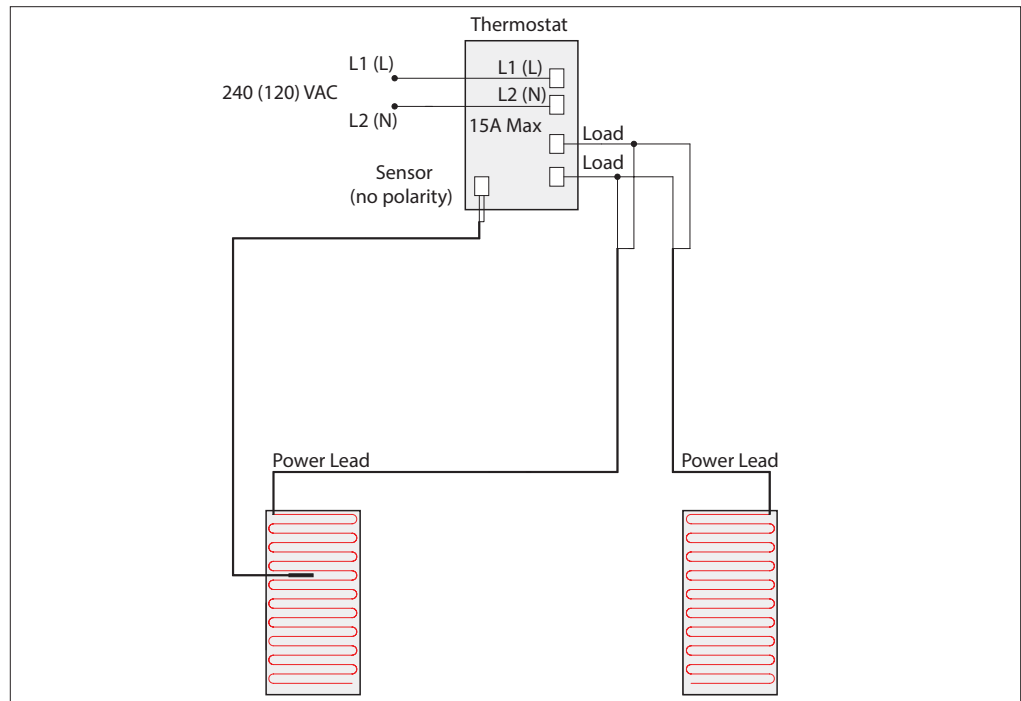 Thermostat
L1 (L)
L1 (L)
240 (120) VAC
L2 (N)
L2 (N)
15A Max
Load
Load
Sensor
(no polarity)
Power Lead
Power Lead